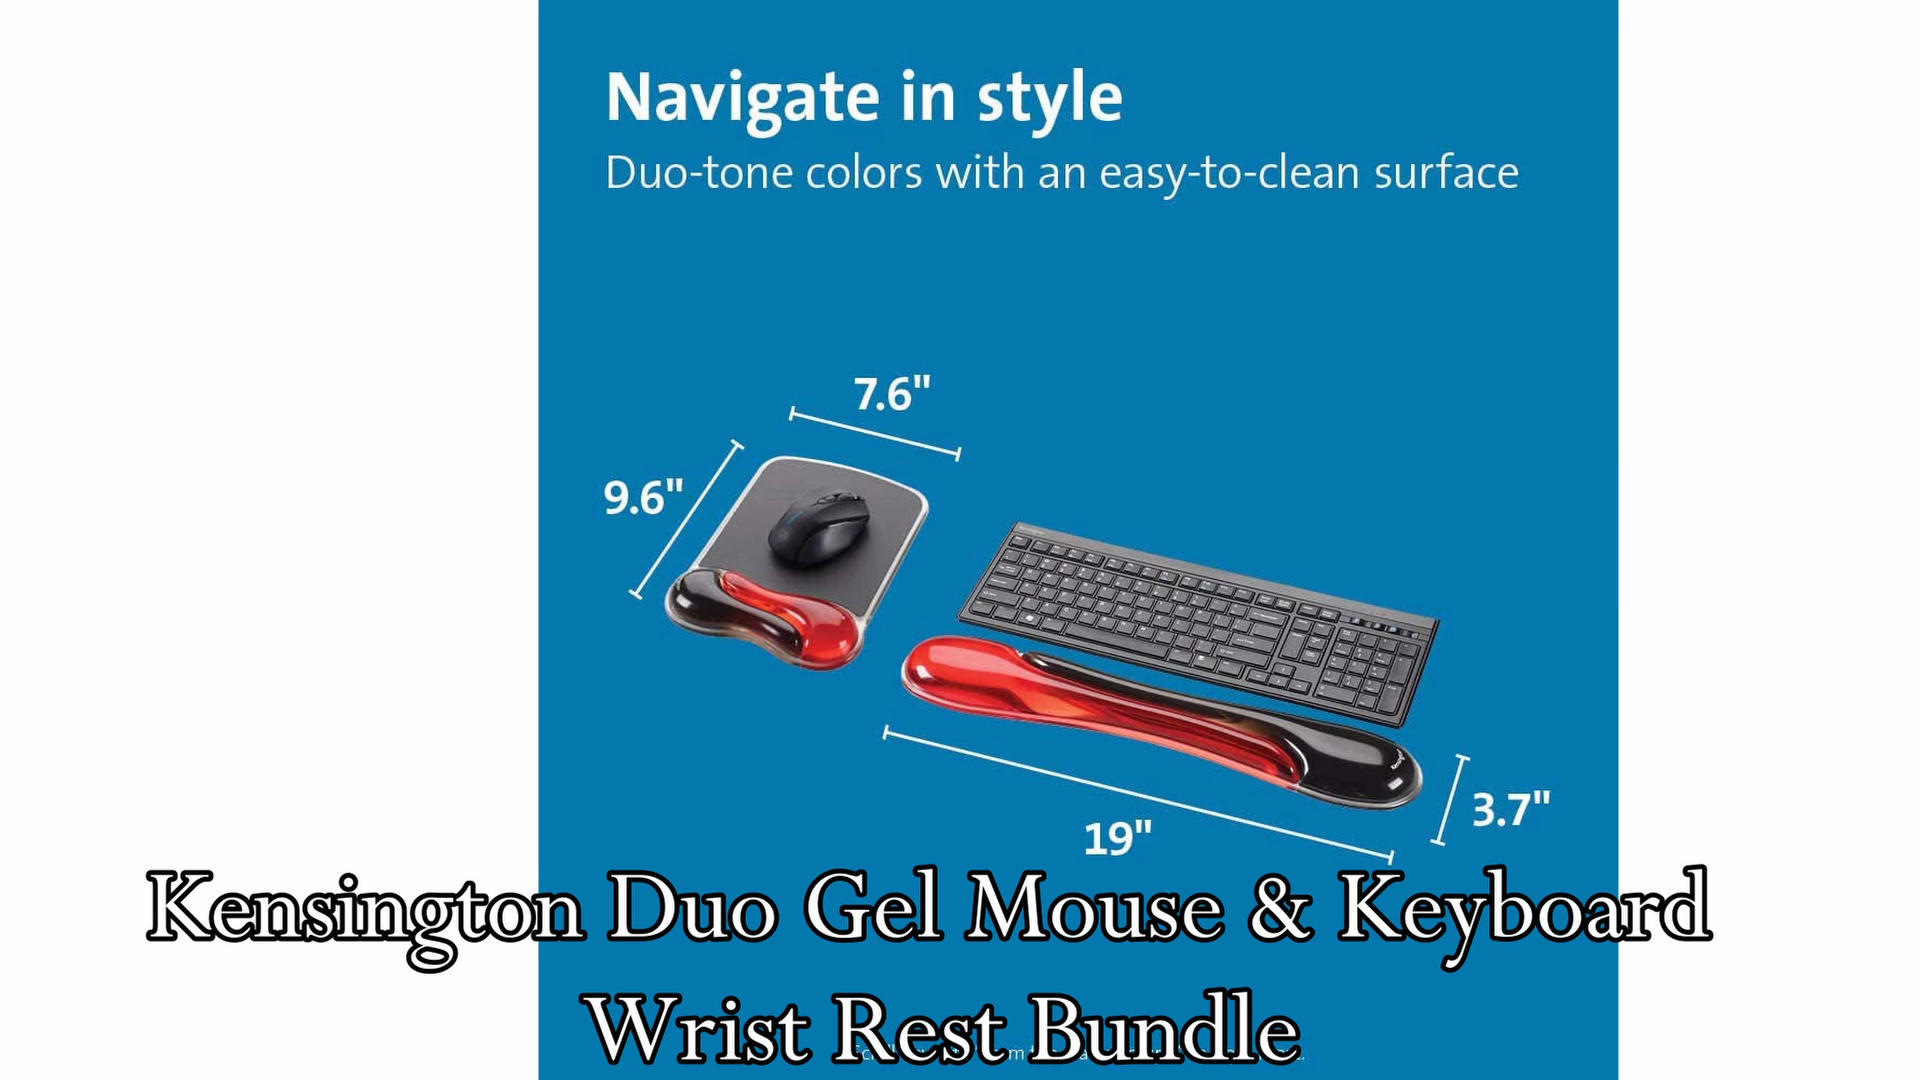 Navigate in style
Duo-tone colors with an easy-to-clean surface
7.6"
9.6"
19"
3.7"
Kensington Duo Gel Mouse & Keyboard
Wrist Rest Bundle